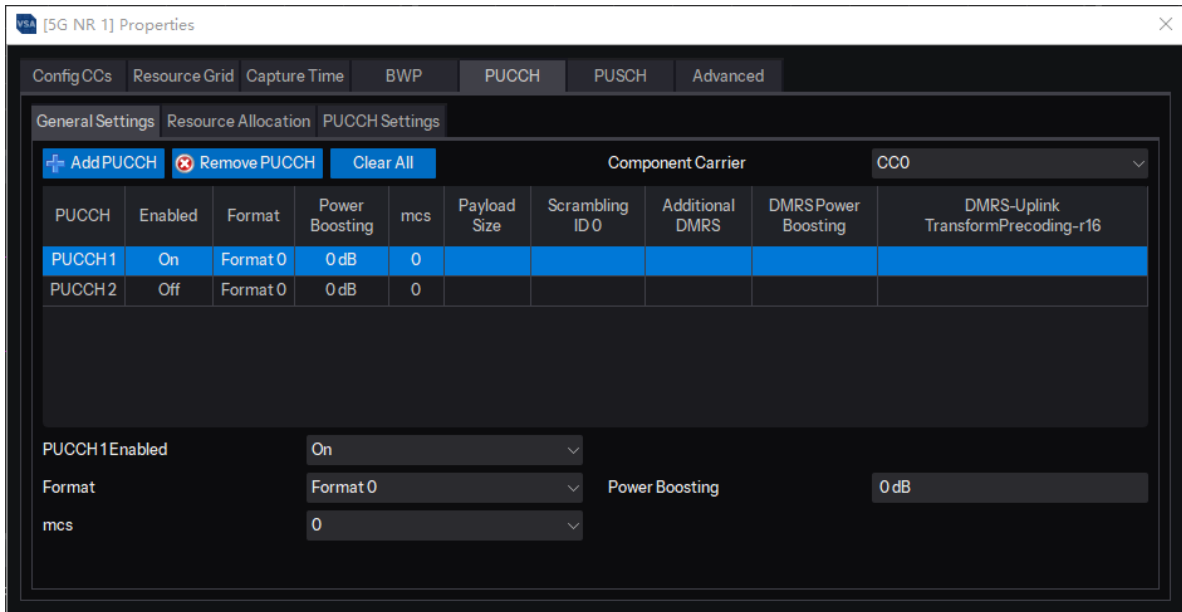 VSA [5G NR 1] Properties
Config CCs Resource Grid Capture Time BWP PUCCH PUSCH Advanced
General Settings Resource Allocation PUCCH Settings
Add PUCCH Remove PUCCH Clear All Component Carrier CC0
PUCCH Enabled Format Power Boosting mcs Payload Size Scrambling ID 0 Additional DMRS DMRS Power Boosting DMRS-Uplink TransformPrecoding-r16
PUCCH 1 On Format 0 0 dB 0
PUCCH 2 Off Format 0 0 dB 0
PUCCH 1 Enabled On
Format Format 0 Power Boosting 0 dB
mcs 0